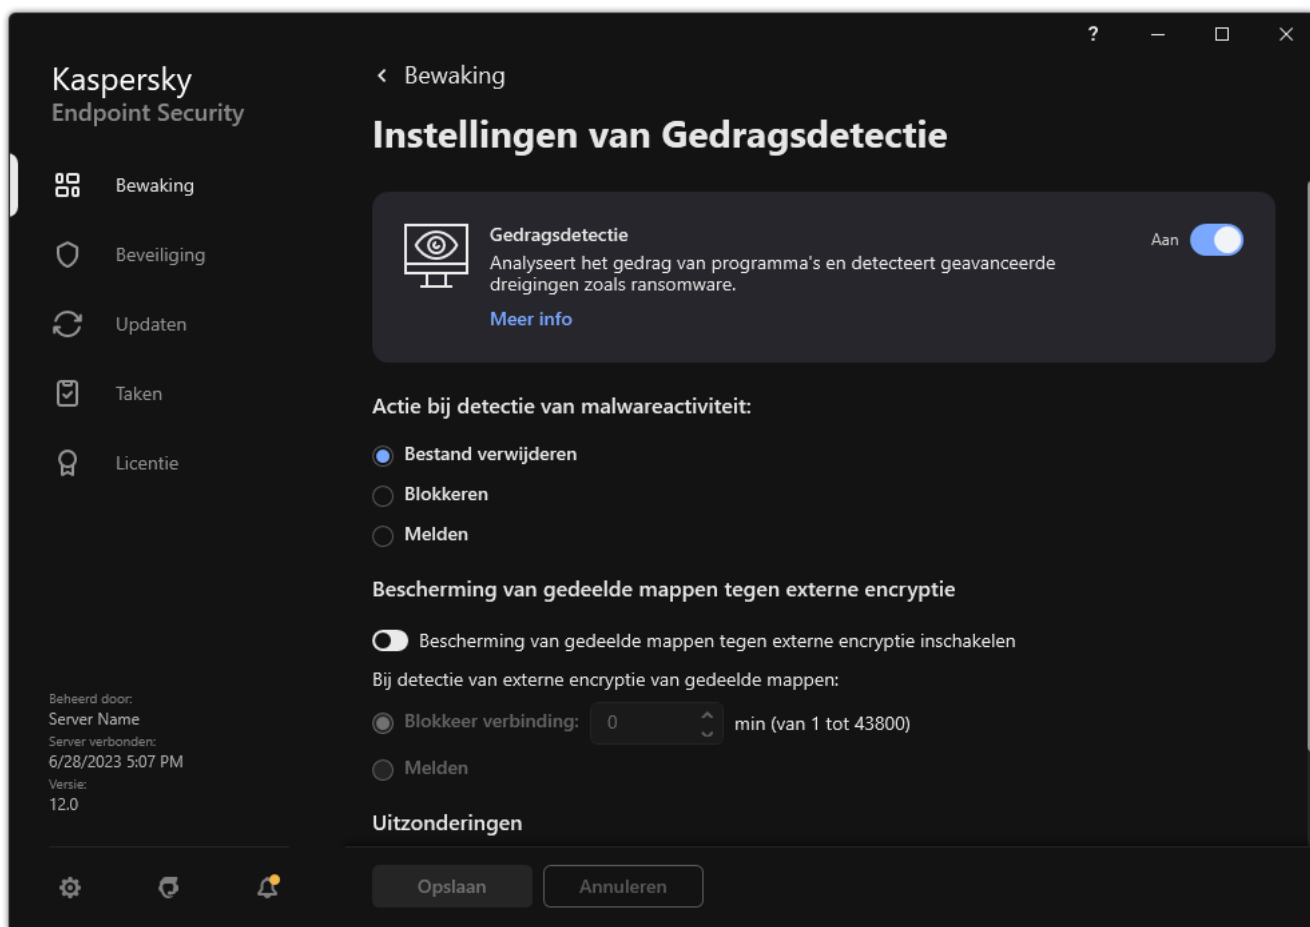 ?
Kaspersky
Endpoint Security
Bewaking
Beveiliging
Updaten
Taken
Licentie
Beheerd door:
Server Name
Server verbonden:
6/28/2023 5:07 PM
Versie:
12.0
Bewaking
Instellingen van Gedragsdetectie
Gedragsdetectie
Analyseert het gedrag van programma's en detecteert geavanceerde
dreigingen zoals ransomware.
Meer info
Aan
Actie bij detectie van malwareactiviteit:
Bestand verwijderen
Blokkeren
Melden
Bescherming van gedeelde mappen tegen externe encryptie
Bescherming van gedeelde mappen tegen externe encryptie inschakelen
Bij detectie van externe encryptie van gedeelde mappen:
Blokkeer verbinding: 0 min (van 1 tot 43800)
Melden
Uitzonderingen
Opslaan
Annuleren